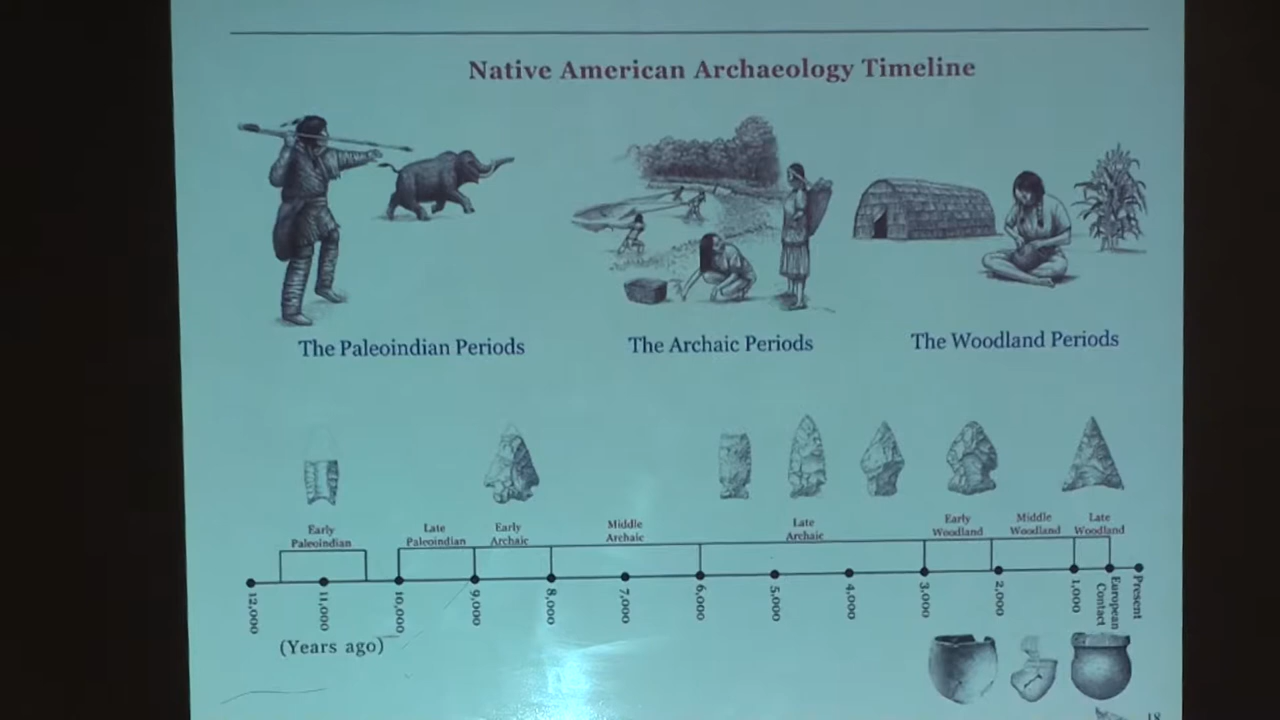 Native American Archaeology Timeline
The Paleoindian Periods
The Archaic Periods
The Woodland Periods
Early
Paleoindian
Late
Paleoindian
Early
Archaic
Middle
Archaic
Late
Archaic
Early
Woodland
Middle
Woodland
Late
Woodland
12,000
11,000
10,000
9,000
8,000
7,000
6,000
5,000
4,000
3,000
2,000
1,000
European
Contact
Present
(Years ago)
18